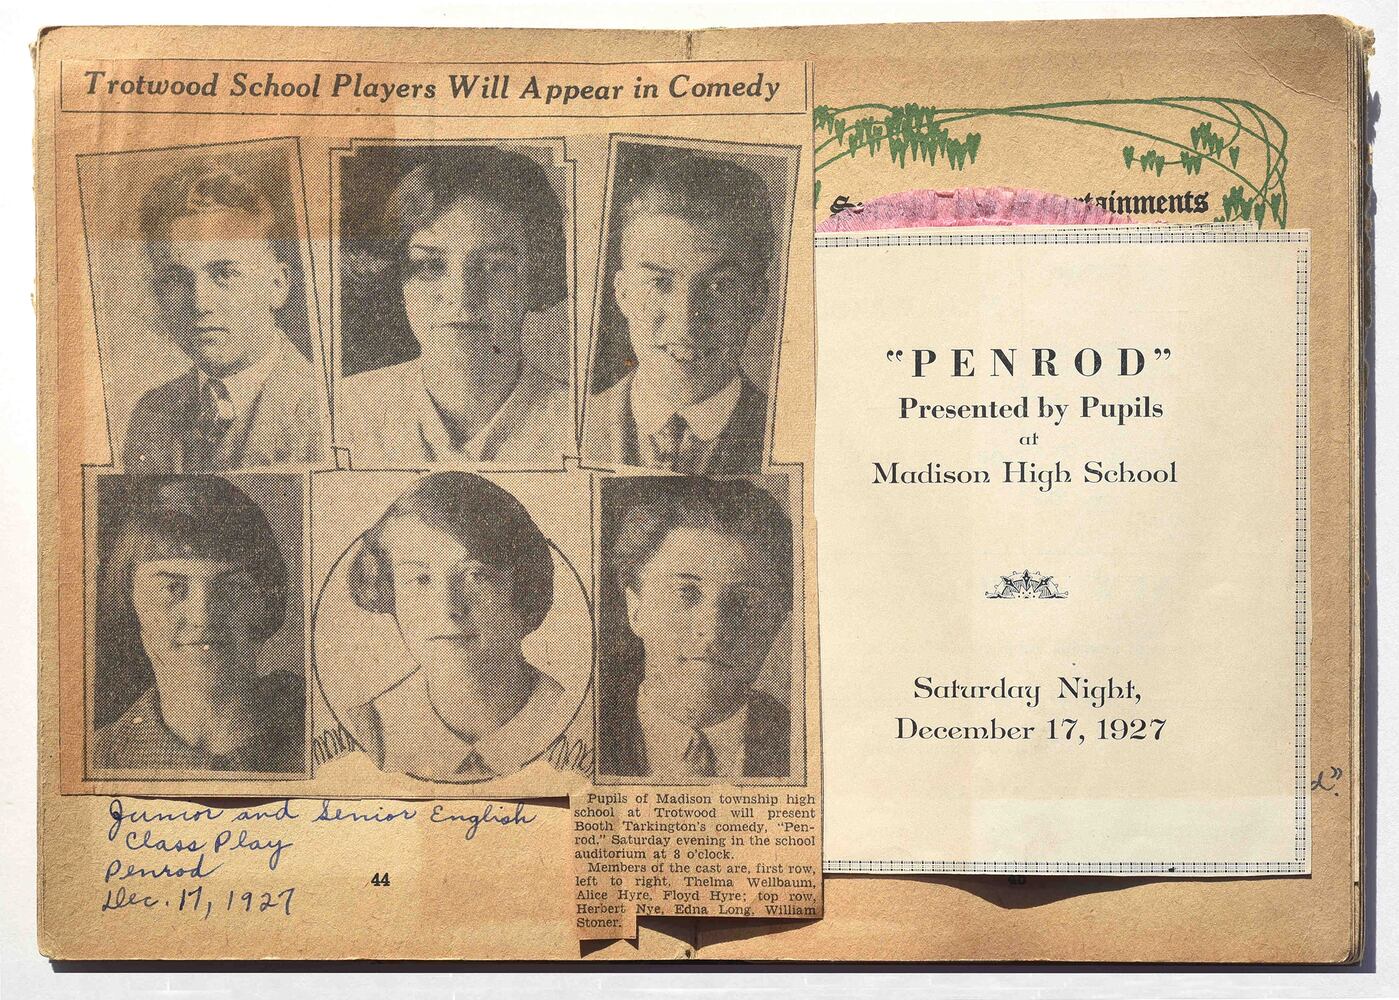 Trotwood School Players Will Appear in Comedy
Junior and Senior English
Class Play
Penrod
Dec. 17, 1927
44
Pupils of Madison township high
school at Trotwood will present
Booth Tarkington's comedy, "Pen-
rod," Saturday evening in the school
auditorium at 8 o'clock.
Members of the cast are, first row,
left to right, Thelma Wellbaum,
Alice Hyre, Floyd Hyre; top row,
Herbert Nye, Edna Long, William
Stoner.
rtainments
"PENROD"
Presented by Pupils
at
Madison High School
Saturday Night,
December 17, 1927
d".